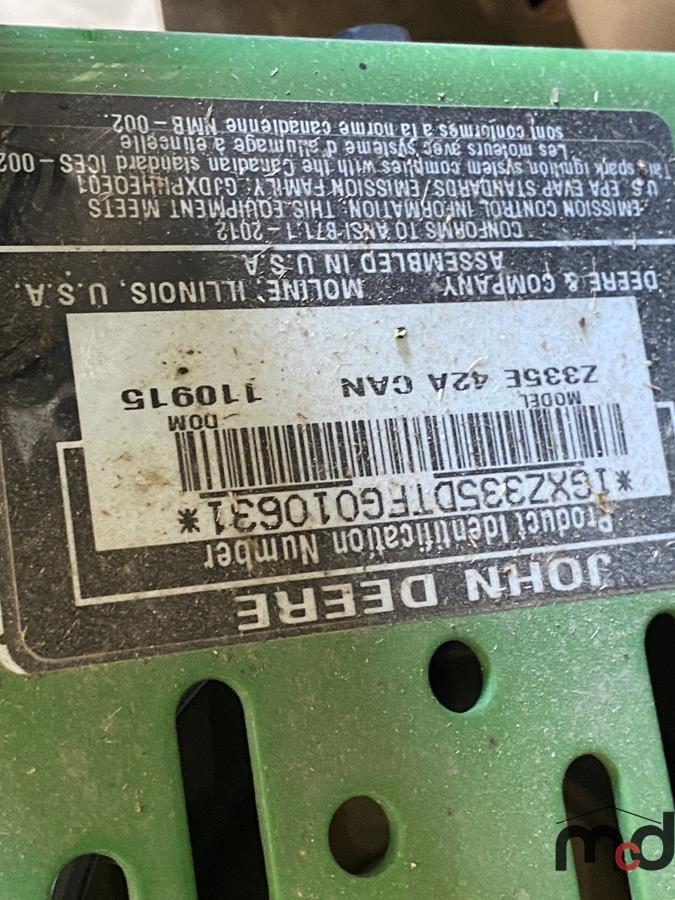 JOHN DEERE
Product Identification Number
*1GXZ335DTFG010631*
MODEL DOM
Z335E 42A CAN 110915
DEERE & COMPANY MOLINE, ILLINOIS, U.S.A.
ASSEMBLED IN U.S.A.
CONFORMS TO ANSI B71.1-2012
EMISSION CONTROL INFORMATION: THIS EQUIPMENT MEETS
U.S. EPA EVAP STANDARDS/EMISSION FAMILY:
spark ignition system complies with the Canadian standard ICES-002
Les moteurs avec système d'allumage à étincelle
sont conformes à la norme canadienne NMB-002.
mcd